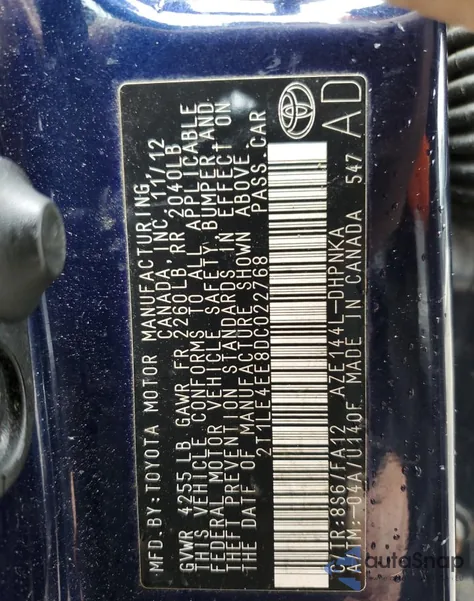 MFD.BY:TOYOTA MOTOR MANUFACTURING
CANADA, INC. 11/12
GVWR 4255 LB GAWR FR 2260LB, RR 2040LB
THIS VEHICLE CONFORMS TO ALL APPLICABLE
FEDERAL MOTOR VEHICLE SAFETY, BUMPER AND
THEFT PREVENTION STANDARDS IN EFFECT ON
THE DATE OF MANUFACTURE SHOWN ABOVE.
2T1LE4EE8DC022768 PASS.CAR
C/TR:8S6/FA12 AZE144L-DHPNKA
A/TM:-04A/U140F MADE IN CANADA 547 AD
autoSnap